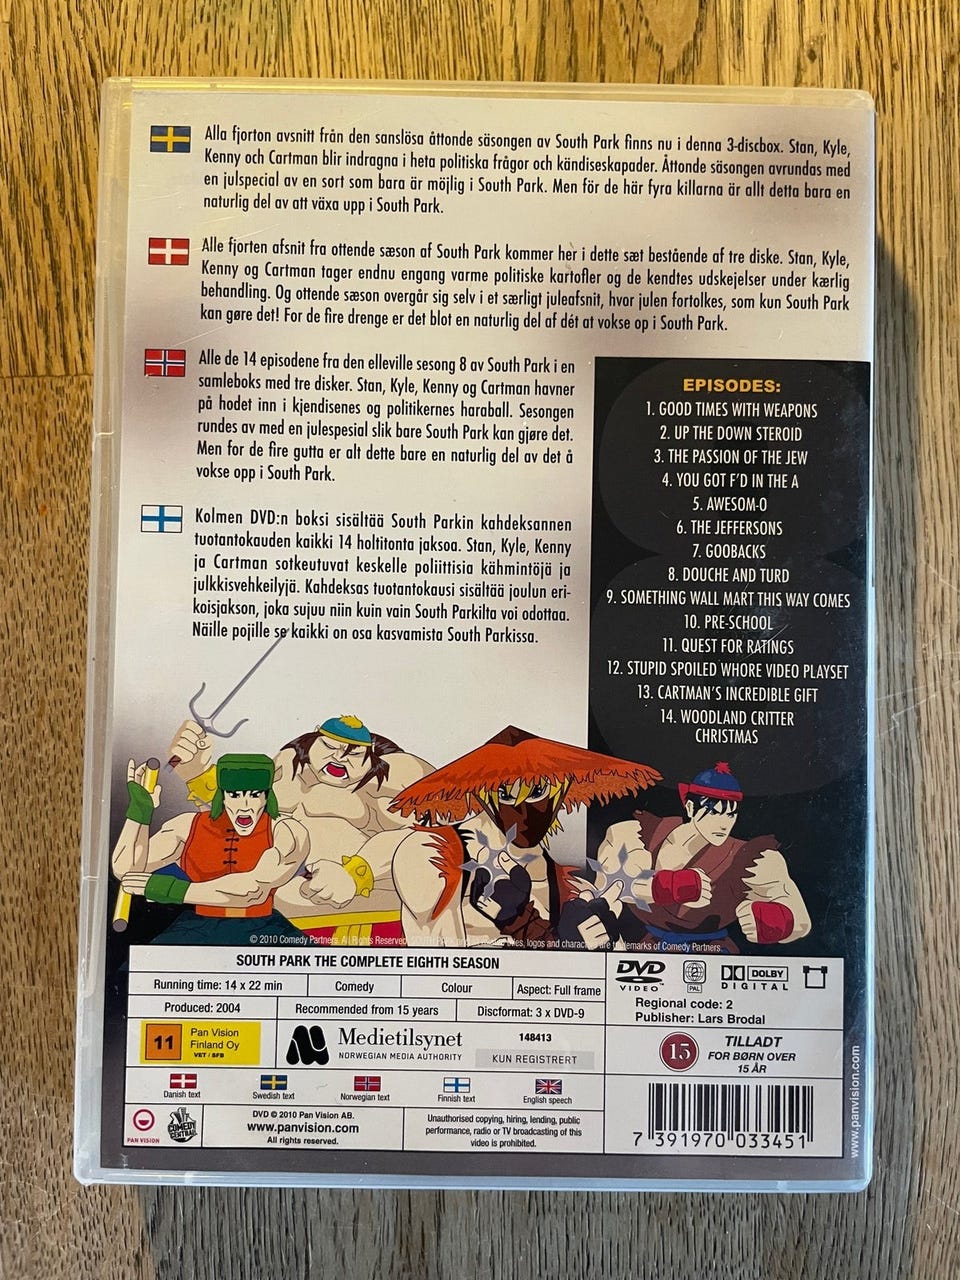 Alla fjorton avsnitt från den sanslösa åttonde säsongen av South Park finns nu i denna 3-discbox. Stan, Kyle,
Kenny och Cartman blir indragna i heta politiska frågor och kändiseskapader. Åttonde säsongen avrundas med
en julspecial av en sort som bara är möjlig i South Park. Men för de här fyra killarna är allt detta bara en
naturlig del av att växa upp i South Park.
Alle fjorten afsnit fra ottende sæson af South Park kommer her i dette sæt bestående af tre diske. Stan, Kyle,
Kenny og Cartman tager endnu engang varme politiske kartofler og de kendtes udskejelser under kærlig
behandling. Og ottende sæson overgår sig selv i et særligt juleafsnit, hvor julen fortolkes, som kun South Park
kan gøre det! For de fire drenge er det blot en naturlig del af dét at vokse op i South Park.
Alle de 14 episodene fra den elleville sesong 8 av South Park i en
samleboks med tre disker. Stan, Kyle, Kenny og Cartman havner
på hodet inn i kjendisenes og politikernes haraball. Sesongen
rundes av med en julespesial slik bare South Park kan gjøre det.
Men for de fire gutta er alt dette bare en naturlig del av det å
vokse opp i South Park.
Kolmen DVD:n boksi sisältää South Parkin kahdeksannen
tuotantokauden kaikki 14 holtitonta jaksoa. Stan, Kyle, Kenny
ja Cartman sotkeutuvat keskelle poliittisia kähmintöjä ja
julkkisvehkeilyjä. Kahdeksas tuotantokausi sisältää joulun eri-
koisjakson, joka sujuu niin kuin vain South Parkilta voi odottaa.
Näille pojille se kaikki on osa kasvamista South Parkissa.
EPISODES:
1. GOOD TIMES WITH WEAPONS
2. UP THE DOWN STEROID
3. THE PASSION OF THE JEW
4. YOU GOT F'D IN THE A
5. AWESOM-O
6. THE JEFFERSONS
7. GOOBACKS
8. DOUCHE AND TURD
9. SOMETHING WALL MART THIS WAY COMES
10. PRE-SCHOOL
11. QUEST FOR RATINGS
12. STUPID SPOILED WHORE VIDEO PLAYSET
13. CARTMAN'S INCREDIBLE GIFT
14. WOODLAND CRITTER
CHRISTMAS
© 2010 Comedy Partners. All Rights Reserved. titles, logos and characters are trademarks of Comedy Partners.
SOUTH PARK THE COMPLETE EIGHTH SEASON
Running time: 14 x 22 min
Comedy
Colour
Aspect: Full frame
Produced: 2004
Recommended from 15 years
Discformat: 3 x DVD-9
11
Pan Vision
Finland Oy
VET / SFB
Medietilsynet
NORWEGIAN MEDIA AUTHORITY
148413
KUN REGISTRERT
Danish text
Swedish text
Norwegian text
Finnish text
English speech
PAN VISION
COMEDY
CENTRAL
DVD © 2010 Pan Vision AB.
www.panvision.com
All rights reserved.
Unauthorised copying, hiring, lending, public
performance, radio or TV broadcasting of this
video is prohibited.
DVD
VIDEO
2
PAL
DOLBY
DIGITAL
Regional code: 2
Publisher: Lars Brodal
15
TILLADT
FOR BØRN OVER
15 ÅR
7 391970 033451
www.panvision.com